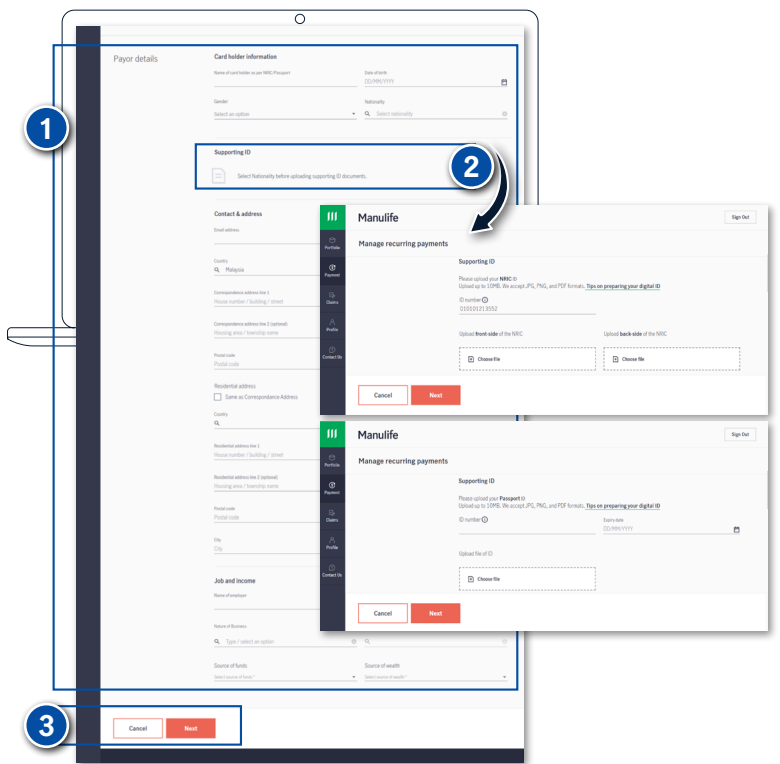 1
Payor details
Card holder information
Name of card holder as per NRIC/Passport
Date of birth
DD/MM/YYYY
Gender
Nationality
Select an option
Select nationality
Supporting ID
Select Nationality before uploading supporting ID documents.
2
Contact & address
Email address
Country
Malaysia
Correspondence address line 1
House number / building / street
Correspondence address line 2 (optional)
Housing area / township name
Postal code
Postal code
Residential address
Same as Correspondance Address
Country
Residential address line 1
House number / building / street
Residential address line 2 (optional)
Housing area / township name
Postal code
Postal code
City
City
Job and income
Name of employer
Nature of Business
Type / select an option
Source of funds
Source of wealth
Select source of funds *
Select source of wealth *
Manulife
Sign Out
Manage recurring payments
Portfolio
Payment
Claims
Profile
Contact Us
Supporting ID
Please upload your NRIC
Upload up to 10MB. We accept JPG, PNG, and PDF formats. Tips on preparing your digital ID
ID number
010101213552
Upload front-side of the NRIC
Upload back-side of the NRIC
Choose file
Choose file
Cancel
Next
Manulife
Sign Out
Manage recurring payments
Portfolio
Payment
Claims
Profile
Contact Us
Supporting ID
Please upload your Passport
Upload up to 10MB. We accept JPG, PNG, and PDF formats. Tips on preparing your digital ID
ID number
Expiry date
DD/MM/YYYY
Upload file of ID
Choose file
Cancel
Next
3
Cancel
Next